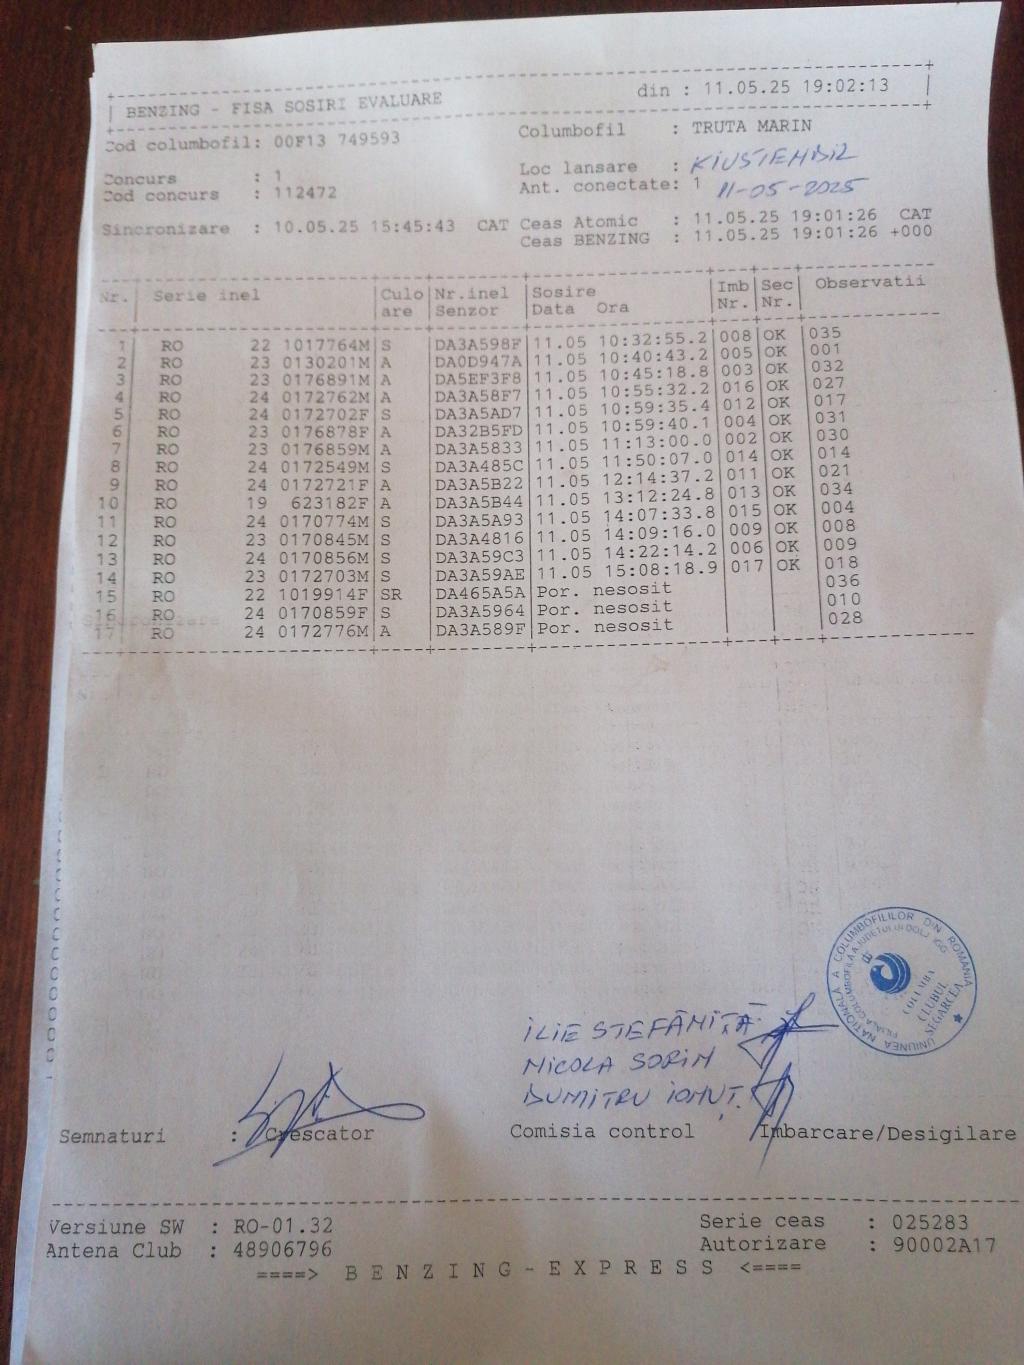 BENZING - FISA SOSIRI EVALUARE din : 11.05.25 19:02:13
Cod columbofil: 00F13 749593 Columbofil : TRUTA MARIN
Loc lansare : KIUSTENDIL
Concurs : 1 Ant. conectate: 1 11-05-2025
Cod concurs : 112472
Sincronizare : 10.05.25 15:45:43 CAT Ceas Atomic : 11.05.25 19:01:26 CAT
Ceas BENZING : 11.05.25 19:01:26 +000
Nr. Serie inel Culo Nr.inel Sosire Imb Sec Observatii
are Senzor Data Ora Nr. Nr.
1 RO 22 1017764M S DA3A598F 11.05 10:32:55.2 008 OK 035
2 RO 23 0130201M A DA0D947A 11.05 10:40:43.2 005 OK 001
3 RO 23 0176891M A DA5EF3F8 11.05 10:45:18.8 003 OK 032
4 RO 24 0172762M A DA3A58F7 11.05 10:55:32.2 016 OK 027
5 RO 24 0172702F S DA3A5AD7 11.05 10:59:35.4 012 OK 017
6 RO 23 0176878F A DA32B5FD 11.05 10:59:40.1 004 OK 031
7 RO 23 0176859M A DA3A5833 11.05 11:13:00.0 002 OK 030
8 RO 24 0172549M S DA3A485C 11.05 11:50:07.0 014 OK 014
9 RO 24 0172721F A DA3A5B22 11.05 12:14:37.2 011 OK 021
10 RO 19 623182F A DA3A5B44 11.05 13:12:24.8 013 OK 034
11 RO 24 0170774M S DA3A5A93 11.05 14:07:33.8 015 OK 004
12 RO 23 0170845M S DA3A4816 11.05 14:09:16.0 009 OK 008
13 RO 24 0170856M S DA3A59C3 11.05 14:22:14.2 006 OK 009
14 RO 23 0172703M S DA3A59AE 11.05 15:08:18.9 017 OK 018
15 RO 22 1019914F SR DA465A5A Por. nesosit 036
16 RO 24 0170859F S DA3A5964 Por. nesosit 010
17 RO 24 0172776M A DA3A589F Por. nesosit 028
UNIUNEA NAȚIONALĂ A COLUMBOFILILOR DIN ROMANIA
FILIALA COLUMBOFILA A JUDETULUI DOLJ
COLUMBA
CLUBUL
SEGARCEA
ILIE STEFĂNIȚĂ
NICOLA SORIN
DUMITRU IONUȚ
Semnaturi : Crescator Comisia control Imbarcare/Desigilare
Versiune SW : RO-01.32 Serie ceas : 025283
Antena Club : 48906796 Autorizare : 90002A17
====> B E N Z I N G - E X P R E S S <====